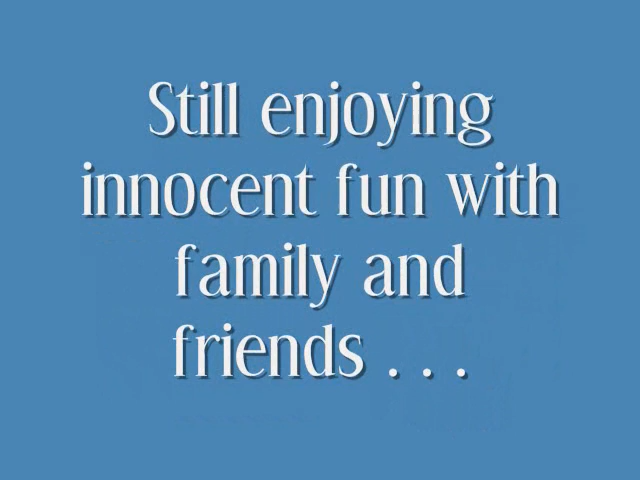 Still enjoying
innocent fun with
family and
friends . . .